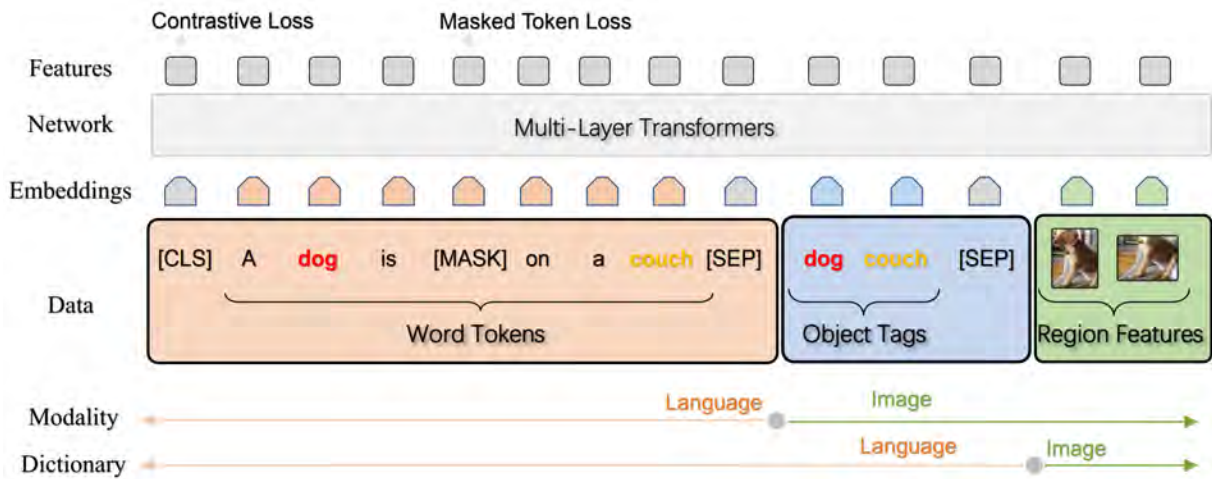 Contrastive Loss Masked Token Loss
Features
Network Multi-Layer Transformers
Embeddings
[CLS] A dog is [MASK] on a couch [SEP] dog couch [SEP]
Data
Word Tokens Object Tags Region Features
Language Image
Modality
Language Image
Dictionary